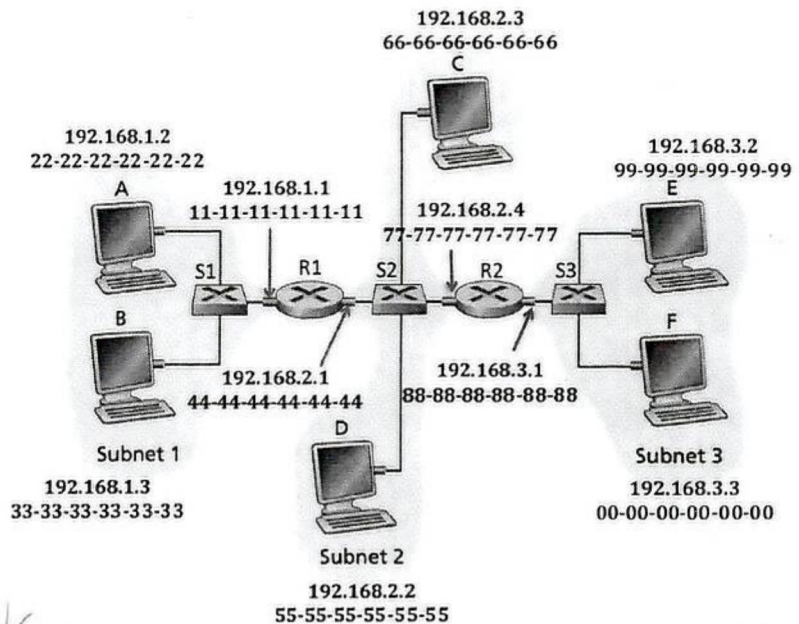 192.168.2.3
66-66-66-66-66-66
C
192.168.1.2
22-22-22-22-22-22
A
192.168.1.1
11-11-11-11-11-11
192.168.2.4
77-77-77-77-77-77
192.168.3.2
99-99-99-99-99-99
E
S1
R1
S2
R2
S3
B
F
192.168.2.1
44-44-44-44-44-44
192.168.3.1
88-88-88-88-88-88
D
Subnet 1
192.168.1.3
33-33-33-33-33-33
Subnet 3
192.168.3.3
00-00-00-00-00-00
Subnet 2
192.168.2.2
55-55-55-55-55-55